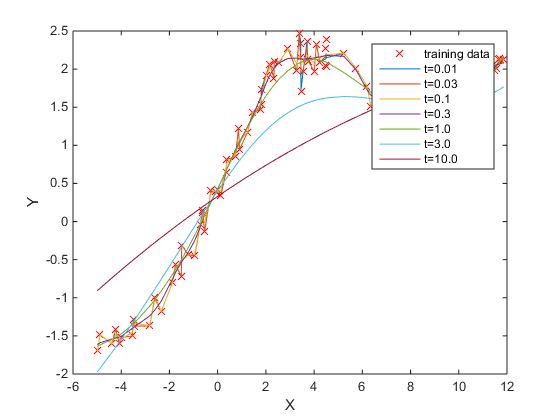 2.5
2
1.5
1
0.5
0
-0.5
-1
-1.5
-2
Y
-6 -4 -2 0 2 4 6 8 10 12
X
training data
t=0.01
t=0.03
t=0.1
t=0.3
t=1.0
t=3.0
t=10.0